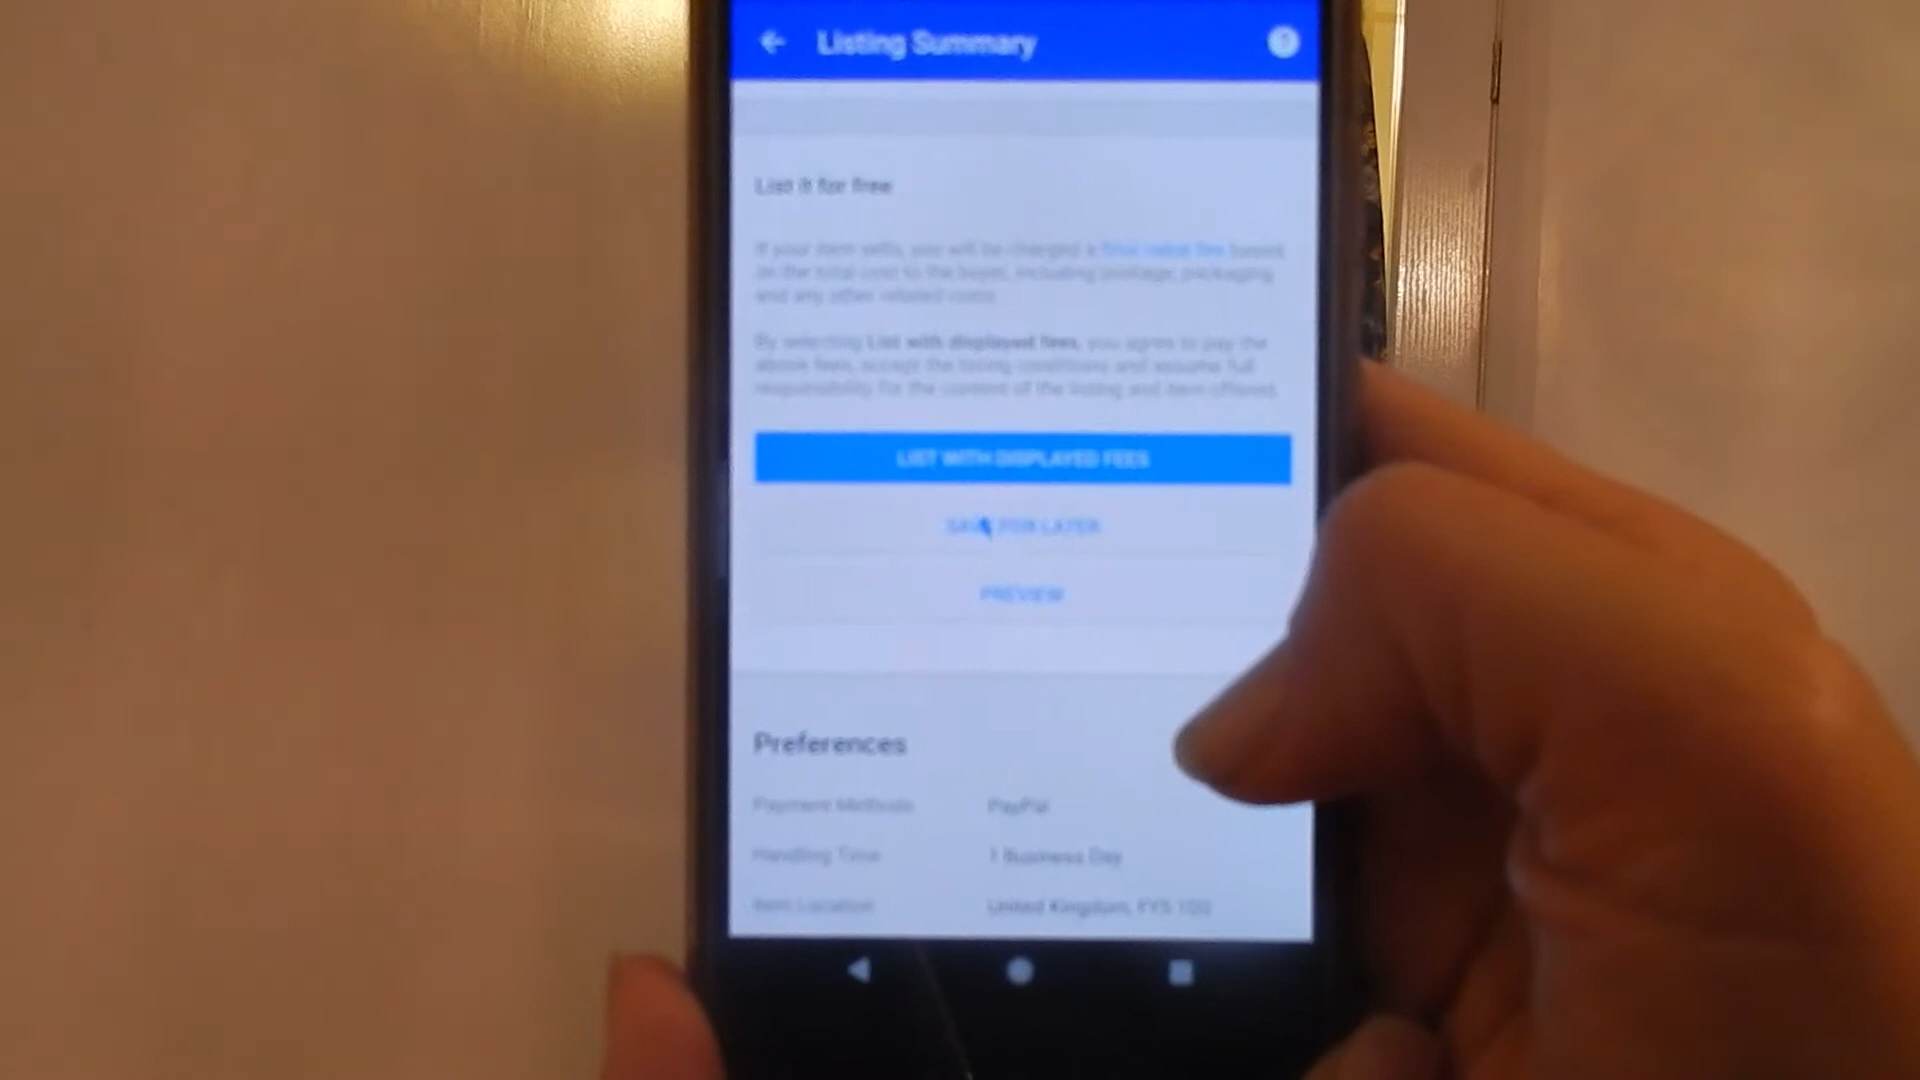 Listing Summary
List it for free
If your item sells, you will be charged a final value fee based
on the total cost to the buyer, including postage, packaging
and any other related costs.
By selecting List with displayed fees, you agree to pay the
above fees, accept the listing conditions and assume full
responsibility for the content of the listing and item offered.
LIST WITH DISPLAYED FEES
SAVE FOR LATER
PREVIEW
Preferences
Payment Methods PayPal
Handling Time 1 Business Day
Item Location United Kingdom, FY5